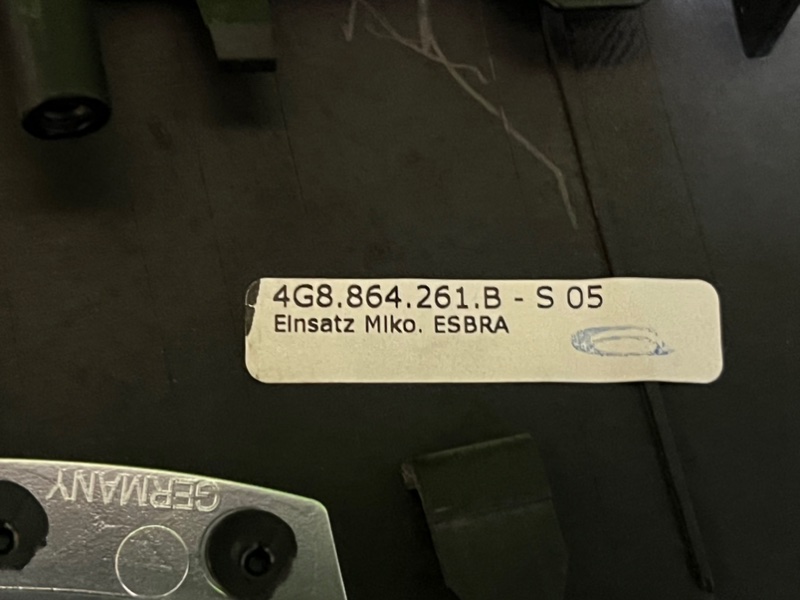 4G8.864.261.B - S 05
Einsatz Miko. ESBRA
GERMANY